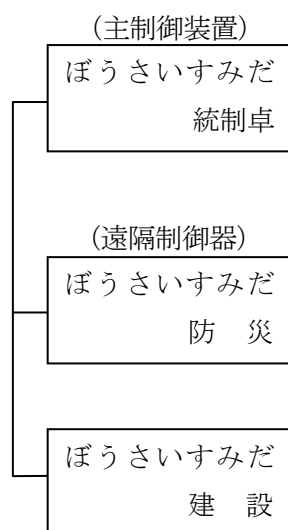 (主制御装置)
ぼうさいすみだ
統制卓
(遠隔制御器)
ぼうさいすみだ
防　災
ぼうさいすみだ
建　設